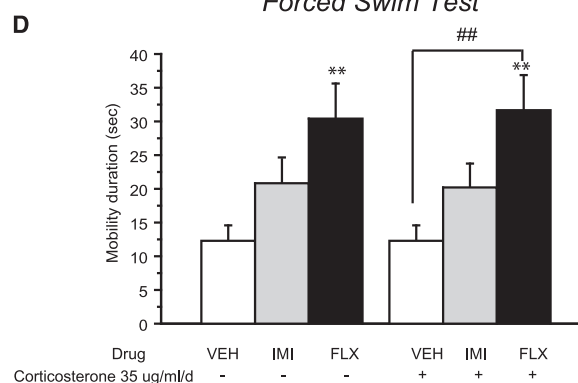 Forced Swim Test
D
##
** **
40
35
30
25
20
15
10
5
0
Mobility duration (sec)
Drug VEH IMI FLX VEH IMI FLX
Corticosterone 35 ug/ml/d - - - + + +